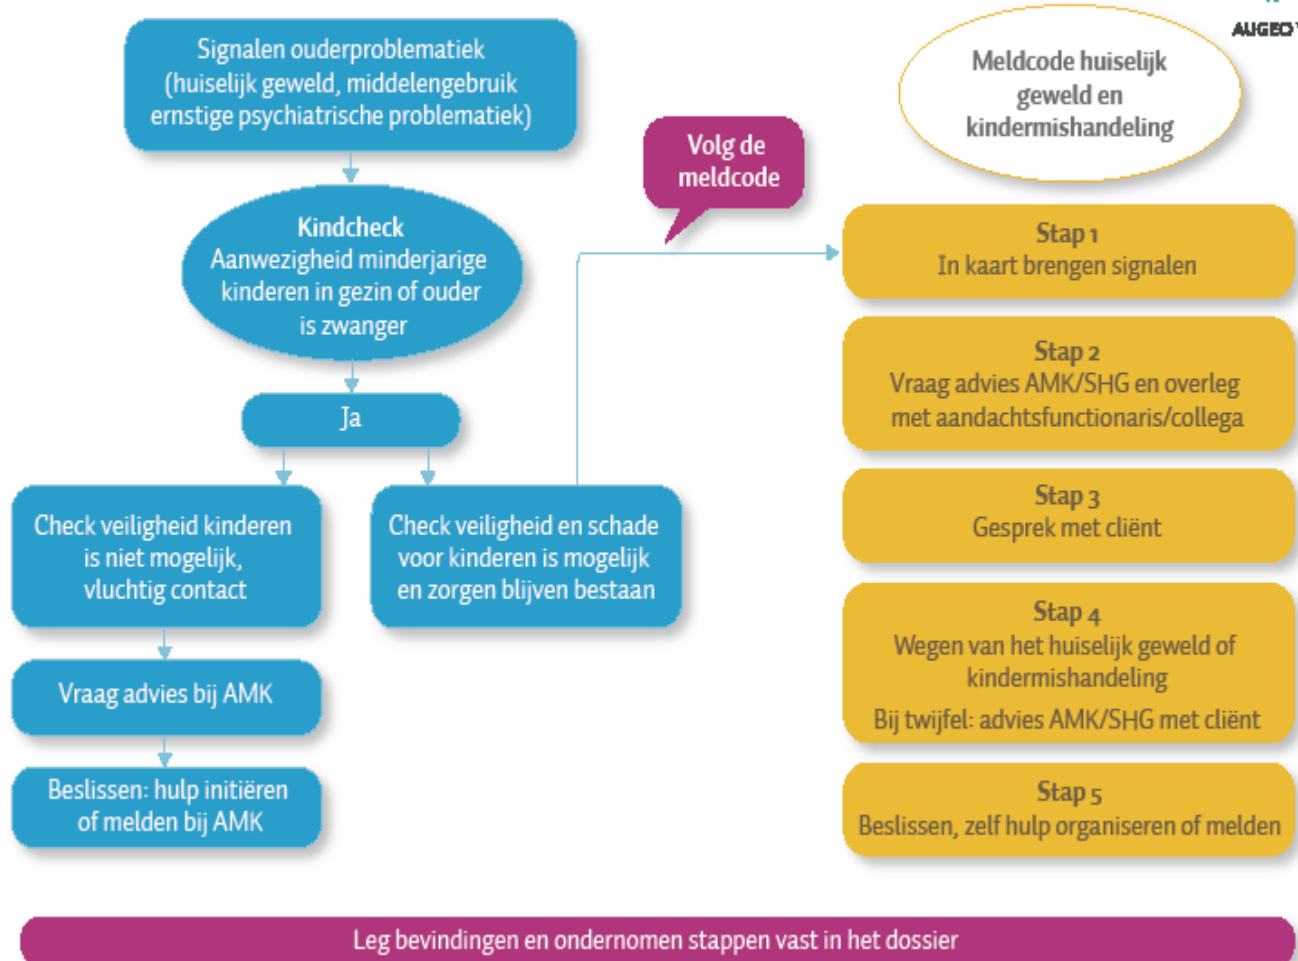 Signalen ouderproblematiek
(huiselijk geweld, middelengebruik
ernstige psychiatrische problematiek)
Kindcheck
Aanwezigheid minderjarige
kinderen in gezin of ouder
is zwanger
Ja
Check veiligheid kinderen
is niet mogelijk,
vluchtig contact
Vraag advies bij AMK
Beslissen: hulp initiëren
of melden bij AMK
Check veiligheid en schade
voor kinderen is mogelijk
en zorgen blijven bestaan
Volg de
meldcode
AUGEO
Meldcode huiselijk
geweld en
kindermishandeling
Stap 1
In kaart brengen signalen
Stap 2
Vraag advies AMK/SHG en overleg
met aandachtsfunctionaris/collega
Stap 3
Gesprek met cliënt
Stap 4
Wegen van het huiselijk geweld of
kindermishandeling
Bij twijfel: advies AMK/SHG met cliënt
Stap 5
Beslissen, zelf hulp organiseren of melden
Leg bevindingen en ondernomen stappen vast in het dossier